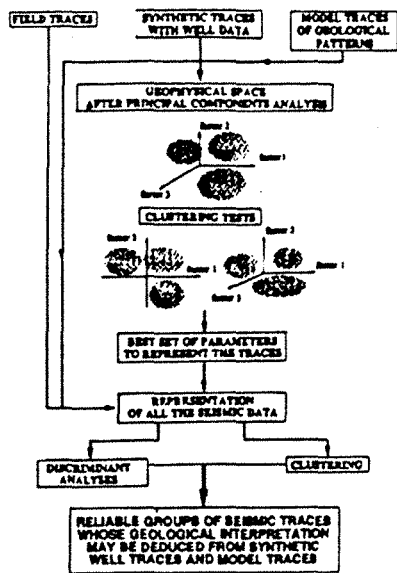 FIELD TRACES
SYNTHETIC TRACES
WITH WELL DATA
MODEL TRACES
OF GEOLOGICAL
PATTERNS
GEOPHYSICAL SPACE
AFTER PRINCIPAL COMPONENTS ANALYSIS
factor 2
factor 1
factor 3
CLUSTERING TESTS
factor 3
factor 1
factor 2
factor 1
factor 3
BEST SET OF PARAMETERS
TO REPRESENT THE TRACES
REPRESENTATION
OF ALL THE SEISMIC DATA
DISCRIMINANT
ANALYSES
CLUSTERING
RELIABLE GROUPS OF SEISMIC TRACES
WHOSE GEOLOGICAL INTERPRETATION
MAY BE DEDUCED FROM SYNTHETIC
WELL TRACES AND MODEL TRACES